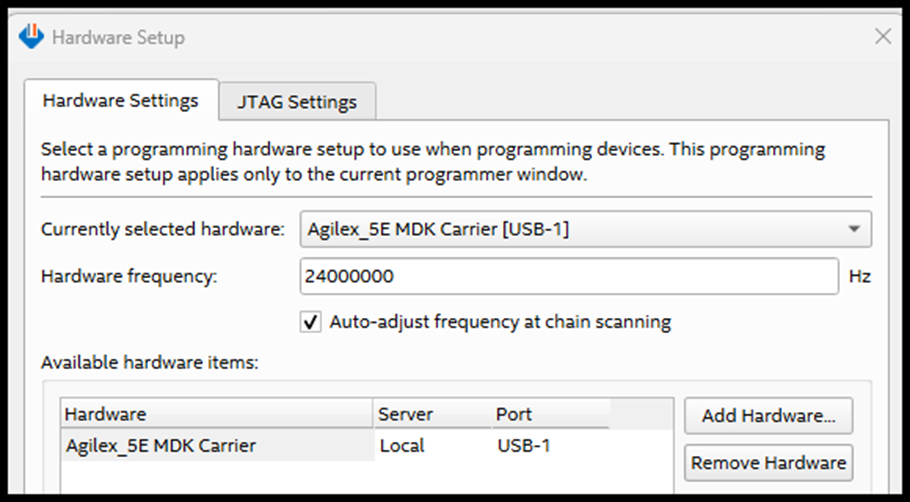 Hardware Setup
Hardware Settings
JTAG Settings
Select a programming hardware setup to use when programming devices. This programming
hardware setup applies only to the current programmer window.
Currently selected hardware: Agilex_5E MDK Carrier [USB-1]
Hardware frequency: 24000000 Hz
Auto-adjust frequency at chain scanning
Available hardware items:
Hardware Server Port
Agilex_5E MDK Carrier Local USB-1
Add Hardware...
Remove Hardware